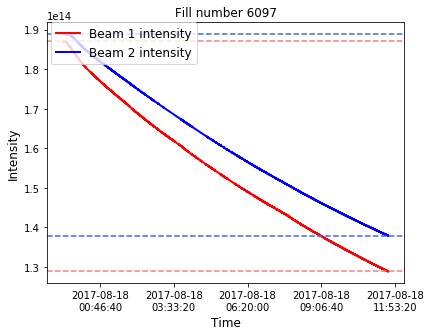 Fill number 6097
1e14
Beam 1 intensity
Beam 2 intensity
1.9
1.8
1.7
1.6
1.5
1.4
1.3
Intensity
2017-08-18 2017-08-18 2017-08-18 2017-08-18 2017-08-18
00:46:40 03:33:20 06:20:00 09:06:40 11:53:20
Time